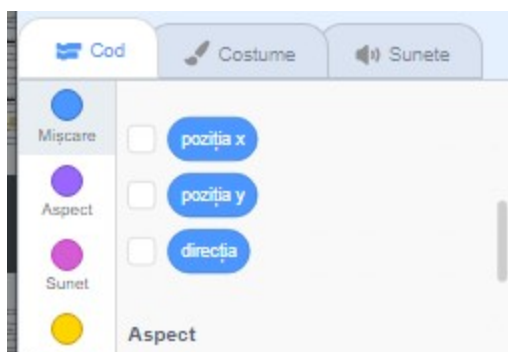 Cod Costume Sunete
Mișcare
poziția x
poziția y
Aspect
direcția
Sunet
Aspect